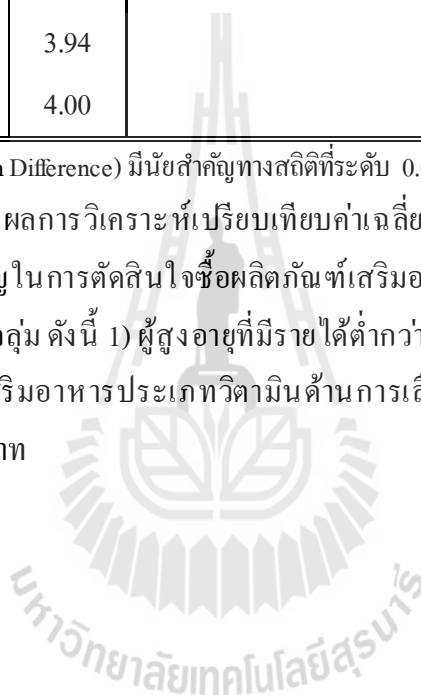 3.94
4.00
Difference) มีนัยสำคัญทางสถิติที่ระดับ 0.
ผลการวิเคราะห์เปรียบเทียบค่าเฉลี่ย
ในการตัดสินใจซื้อผลิตภัณฑ์เสริมอ
ลุ่ม ดังนี้ 1) ผู้สูงอายุที่มีรายได้ต่ำกว่
ริมอาหารประเภทวิตามินด้านการเลื
าท
มหาวิทยาลัยเทคโนโลยีสุรนารี